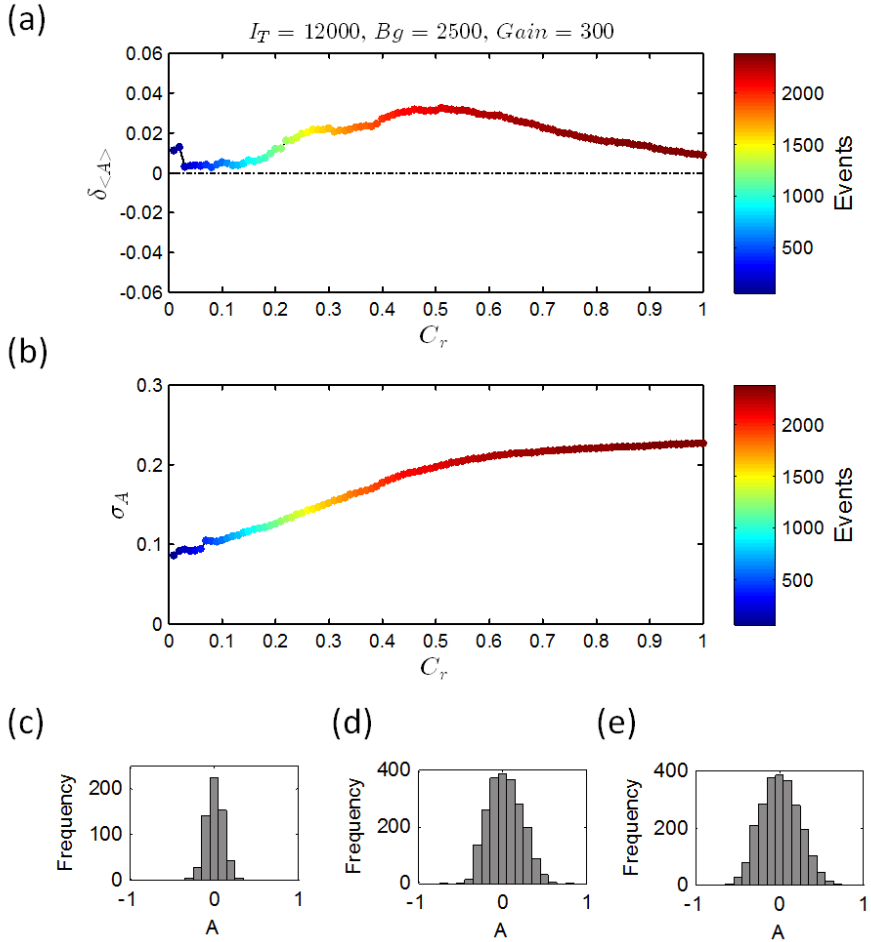 (a)
I_T = 12000, Bg = 2500, Gain = 300
0.06
0.04
0.02
0
-0.02
-0.04
-0.06
δ_<A>
0 0.1 0.2 0.3 0.4 0.5 0.6 0.7 0.8 0.9 1
C_r
2000
1500
1000
500
Events
(b)
0.3
0.2
0.1
0
σ_A
0 0.1 0.2 0.3 0.4 0.5 0.6 0.7 0.8 0.9 1
C_r
2000
1500
1000
500
Events
(c)
Frequency
200
100
0
-1 0 1
A
(d)
Frequency
400
200
0
-1 0 1
A
(e)
Frequency
400
200
0
-1 0 1
A